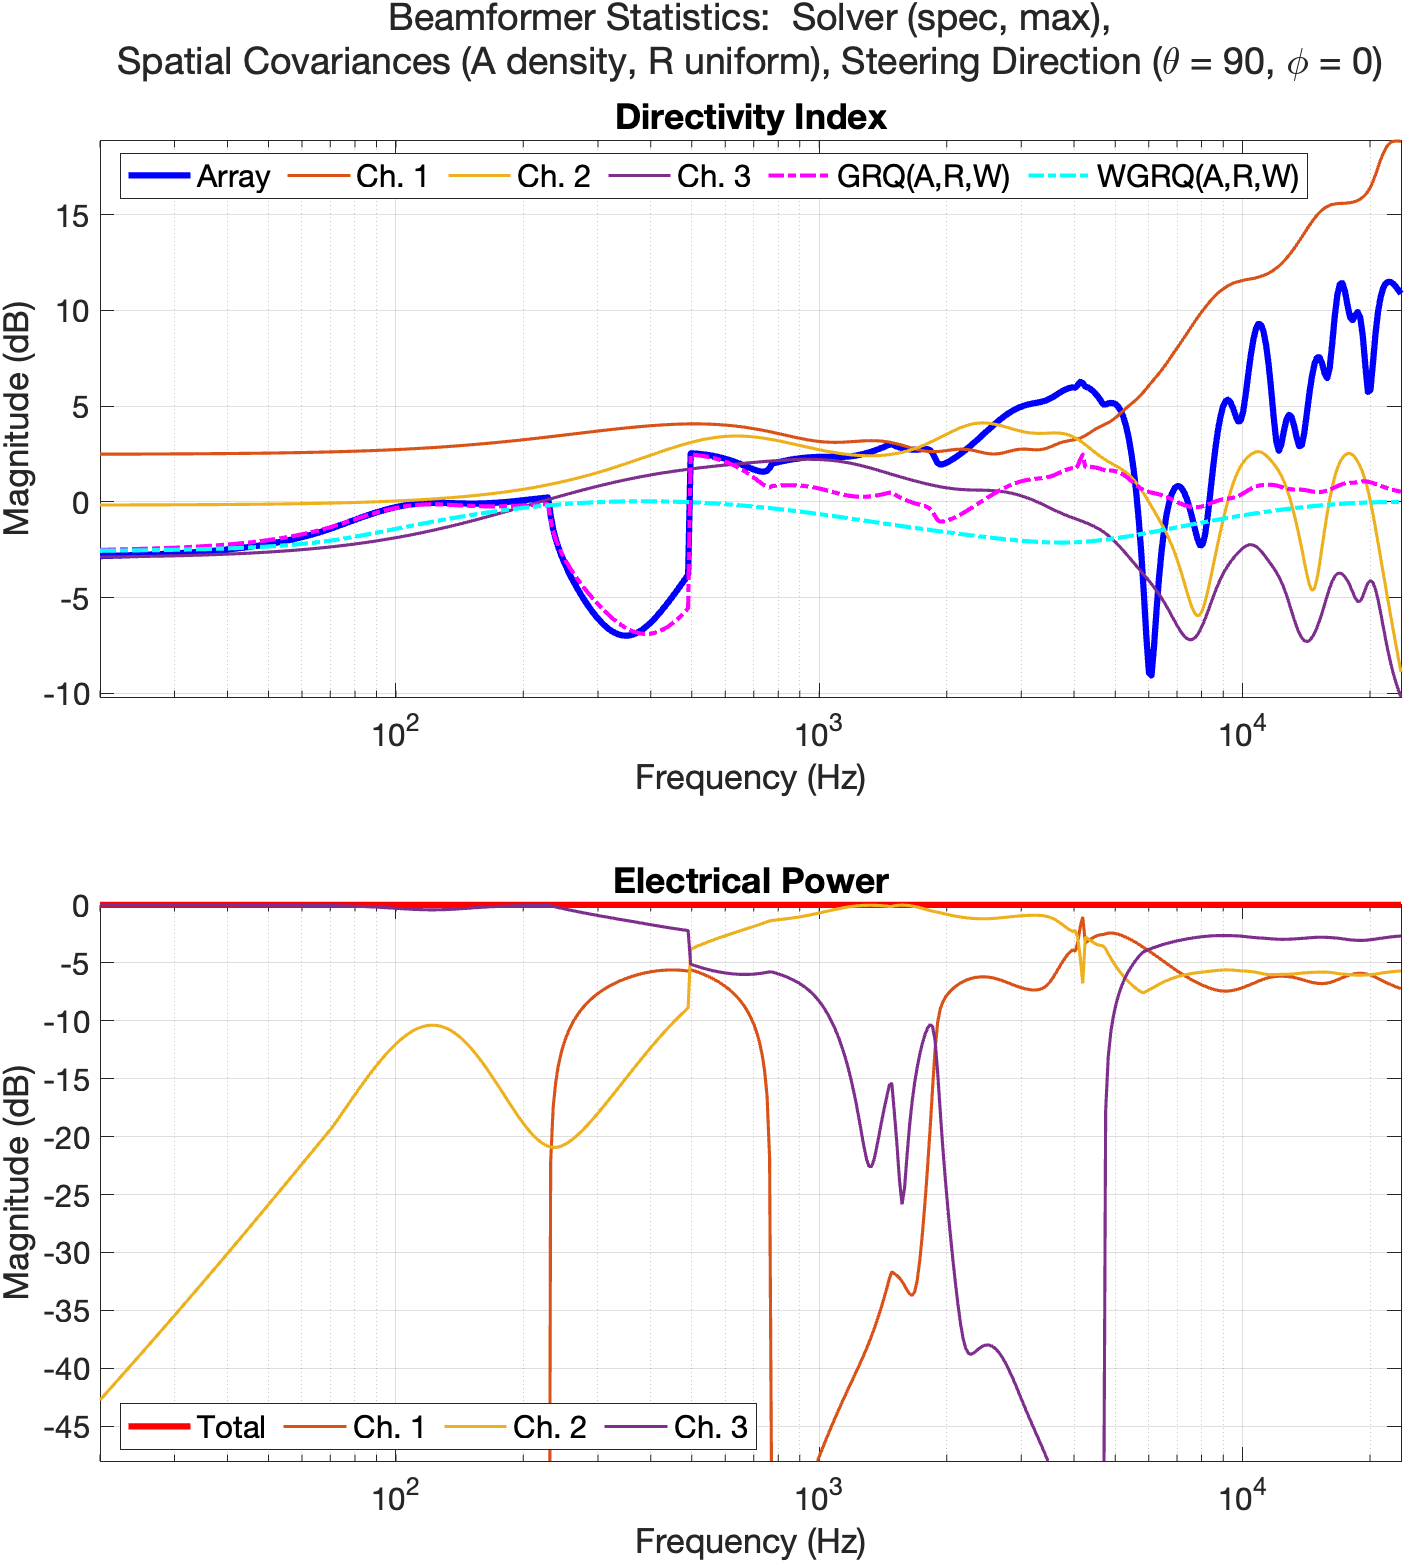 Beamformer Statistics: Solver (spec, max),
Spatial Covariances (A density, R uniform), Steering Direction (θ = 90, ϕ = 0)
Directivity Index
Array Ch. 1 Ch. 2 Ch. 3 GRQ(A,R,W) WGRQ(A,R,W)
Magnitude (dB)
15
10
5
0
-5
-10
10² 10³ 10⁴
Frequency (Hz)
Electrical Power
Magnitude (dB)
0
-5
-10
-15
-20
-25
-30
-35
-40
-45
Total Ch. 1 Ch. 2 Ch. 3
10² 10³ 10⁴
Frequency (Hz)